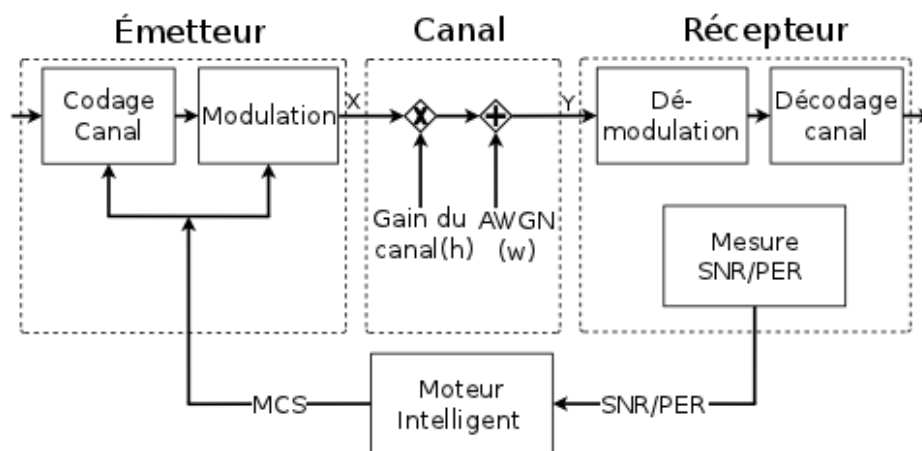 Émetteur
Canal
Récepteur
Codage
Canal
Modulation
X
Y
Dé-
modulation
Décodage
canal
Gain du
canal(h)
AWGN
(w)
Mesure
SNR/PER
MCS
Moteur
Intelligent
SNR/PER